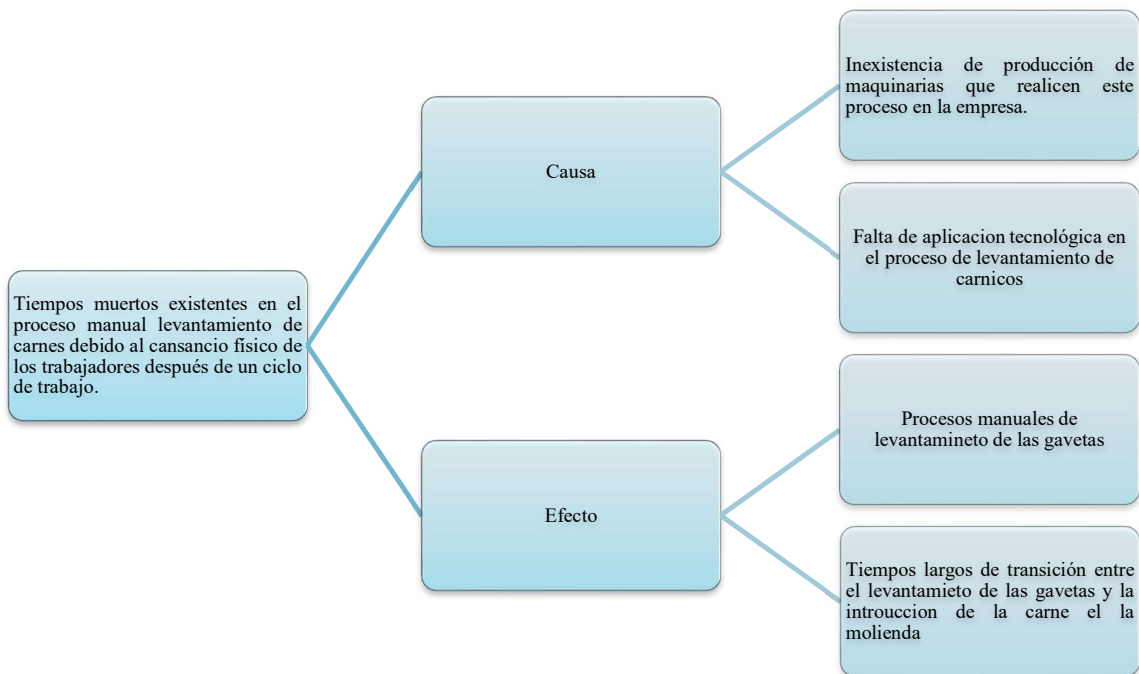 Tiempos muertos existentes en el
proceso manual levantamiento de
carnes debido al cansancio físico de
los trabajadores después de un ciclo
de trabajo.
Causa
Inexistencia de producción de
maquinarias que realicen este
proceso en la empresa.
Falta de aplicacion tecnológica en
el proceso de levantamiento de
carnicos
Efecto
Procesos manuales de
levantamineto de las gavetas
Tiempos largos de transición entre
el levantamieto de las gavetas y la
introuccion de la carne el la
molienda